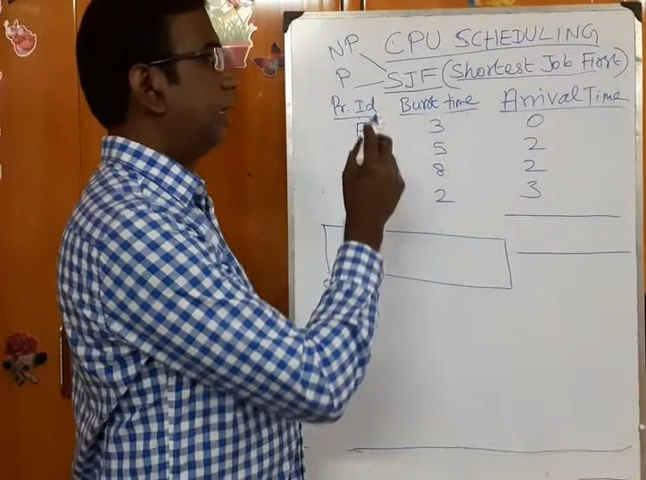 NP CPU SCHEDULING
P SJF (Shortest Job First)
Pr. Id Burst time Arrival Time
3 0
5 2
8 2
2 3